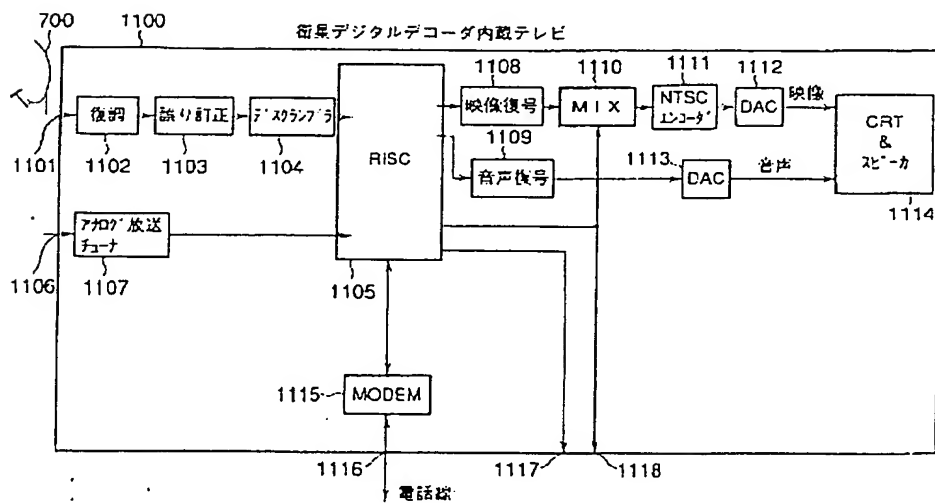 700
1100
衛星デジタルデコーダ内蔵テレビ
1101
復調
1102
誤り訂正
1103
デスクランブラ
1104
RISC
1105
1106
アナログ放送
チューナ
1107
1108
映像復号
1109
音声復号
1110
MIX
1111
NTSC
エンコーダ
1112
DAC
映像
1113
DAC
音声
CRT
&
スピーカ
1114
1115
MODEM
1116
電話線
1117
1118